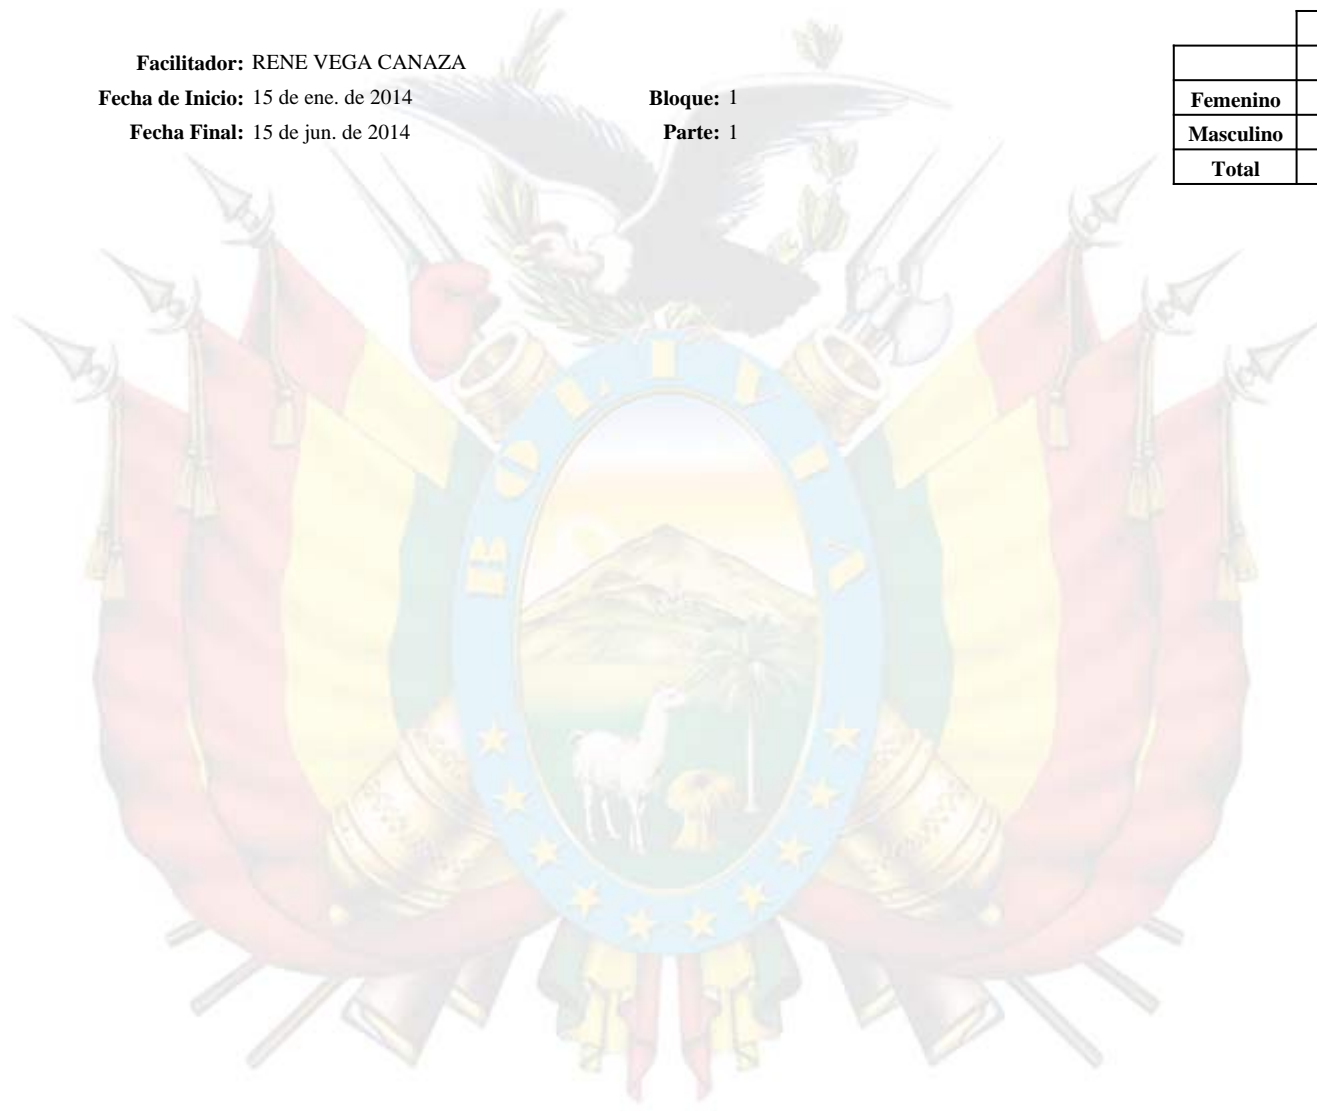 Facilitador: RENE VEGA CANAZA
Fecha de Inicio: 15 de ene. de 2014 Bloque: 1
Fecha Final: 15 de jun. de 2014 Parte: 1
Femenino
Masculino
Total
BOLIVIA